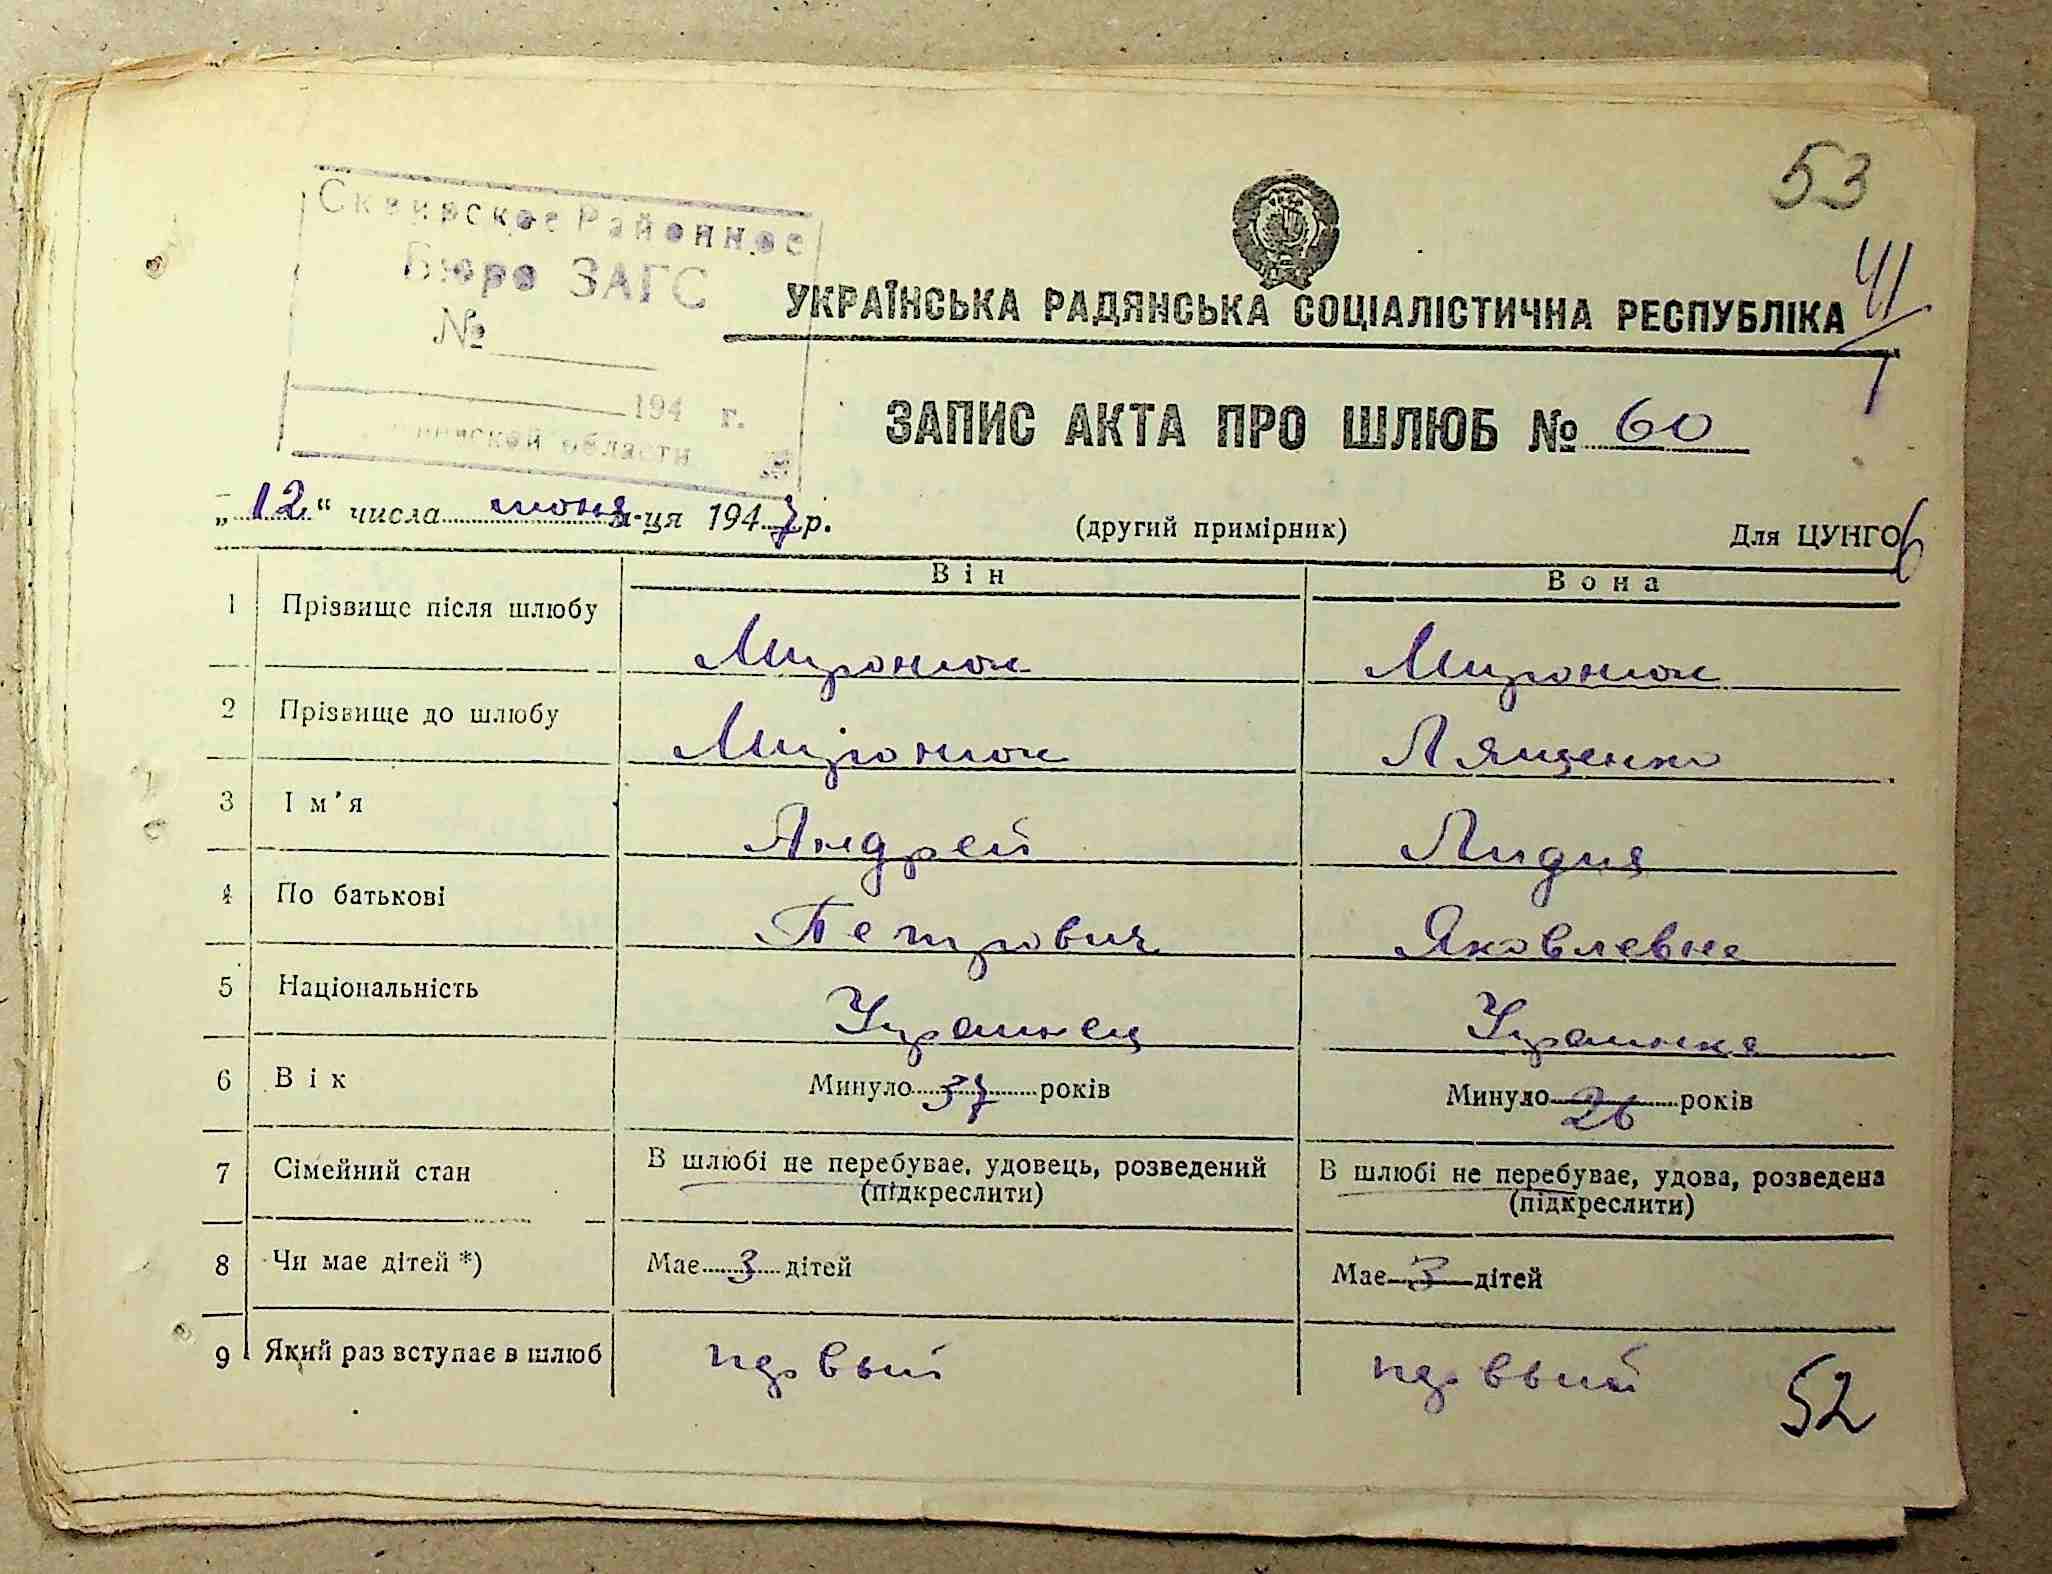 53
Сквирское Районное
Бюро ЗАГС
№
194 г.
области
41
1
УКРАЇНСЬКА РАДЯНСЬКА СОЦІАЛІСТИЧНА РЕСПУБЛІКА
ЗАПИС АКТА ПРО ШЛЮБ № 60
„12“ числа июня м-ця 1947 р. (другий примірник) Для ЦУНГО
Він Вона
1 Прізвище після шлюбу Миронюк Миронюк
2 Прізвище до шлюбу Миронюк Лященко
3 Ім'я Андрей Лидия
4 По батькові Петрович Яковлевна
5 Національність Украинец Украинка
6 Вік Минуло 37 років Минуло 26 років
7 Сімейний стан В шлюбі не перебуває, удовець, розведений В шлюбі не перебуває, удова, розведена
(підкреслити) (підкреслити)
8 Чи має дітей *) Має 3 дітей Має 3 дітей
9 Який раз вступає в шлюб первый первый
52